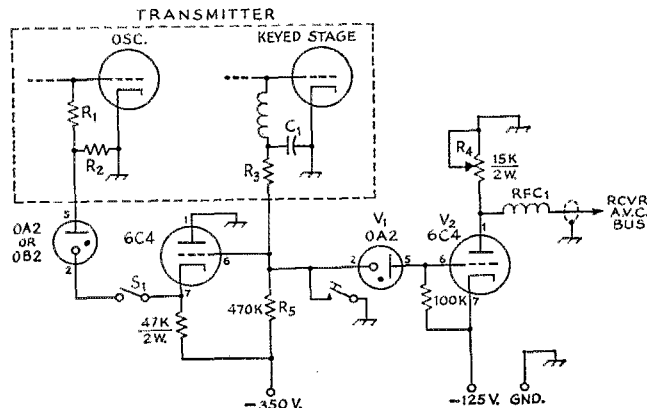 TRANSMITTER
OSC.
KEYED STAGE
R1
R2
C1
R3
R4
15K
2W.
RFC1
RCVR
A.V.C.
BUS
5
0A2
OR
0B2
2
6C4
1
6
7
S1
47K
2W.
470K
R5
V1
0A2
2
5
V2
6C4
1
6
7
100K
-350V.
-125V.
GND.